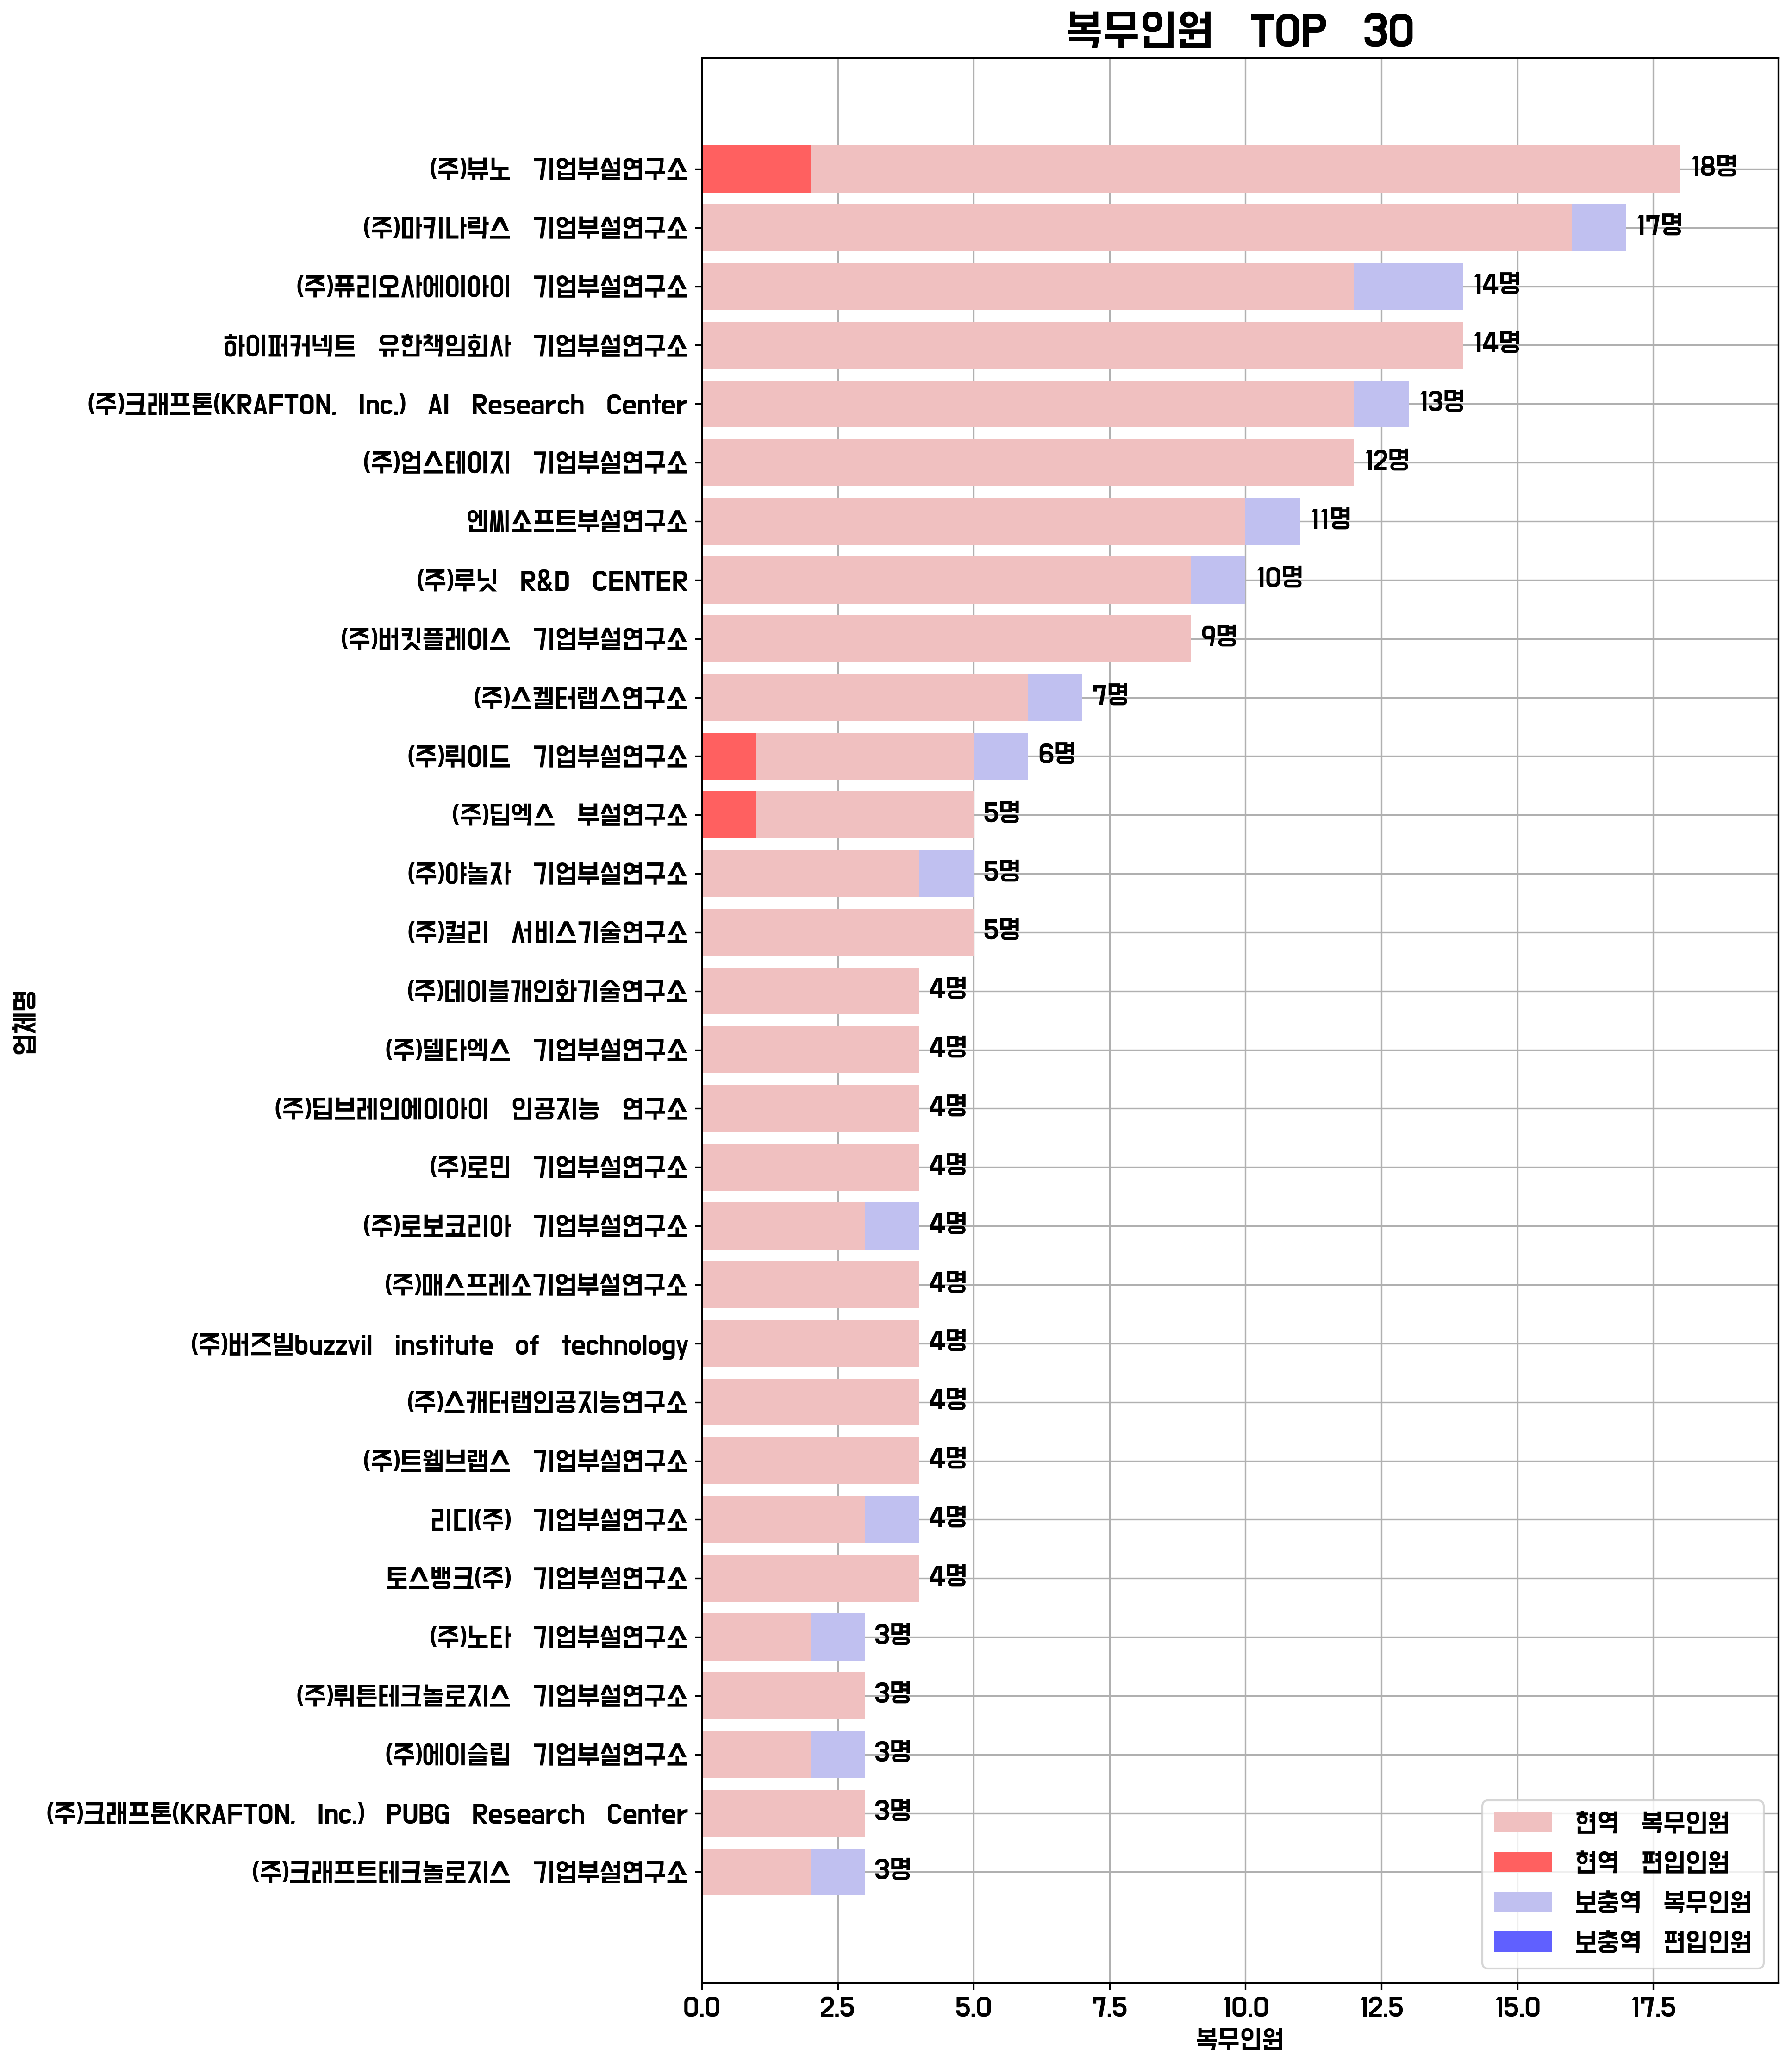 복무인원 TOP 30
(주)뷰노 기업부설연구소 18명
(주)마키나락스 기업부설연구소 17명
(주)퓨리오사에이아이 기업부설연구소 14명
하이퍼커넥트 유한책임회사 기업부설연구소 14명
(주)크래프톤(KRAFTON, Inc.) AI Research Center 13명
(주)업스테이지 기업부설연구소 12명
엔씨소프트부설연구소 11명
(주)루닛 R&D CENTER 10명
(주)버킷플레이스 기업부설연구소 9명
(주)스켈터랩스연구소 7명
(주)뤼이드 기업부설연구소 6명
(주)딥엑스 부설연구소 5명
(주)야놀자 기업부설연구소 5명
(주)컬리 서비스기술연구소 5명
(주)데이블개인화기술연구소 4명
(주)델타엑스 기업부설연구소 4명
(주)딥브레인에이아이 인공지능 연구소 4명
(주)로민 기업부설연구소 4명
(주)로보코리아 기업부설연구소 4명
(주)매스프레소기업부설연구소 4명
(주)버즈빌buzzvil institute of technology 4명
(주)스캐터랩인공지능연구소 4명
(주)트웰브랩스 기업부설연구소 4명
리디(주) 기업부설연구소 4명
토스뱅크(주) 기업부설연구소 4명
(주)노타 기업부설연구소 3명
(주)뤼튼테크놀로지스 기업부설연구소 3명
(주)에이슬립 기업부설연구소 3명
(주)크래프톤(KRAFTON, Inc.) PUBG Research Center 3명
(주)크래프트테크놀로지스 기업부설연구소 3명
업체명
현역 복무인원
현역 편입인원
보충역 복무인원
보충역 편입인원
0.0 2.5 5.0 7.5 10.0 12.5 15.0 17.5
복무인원